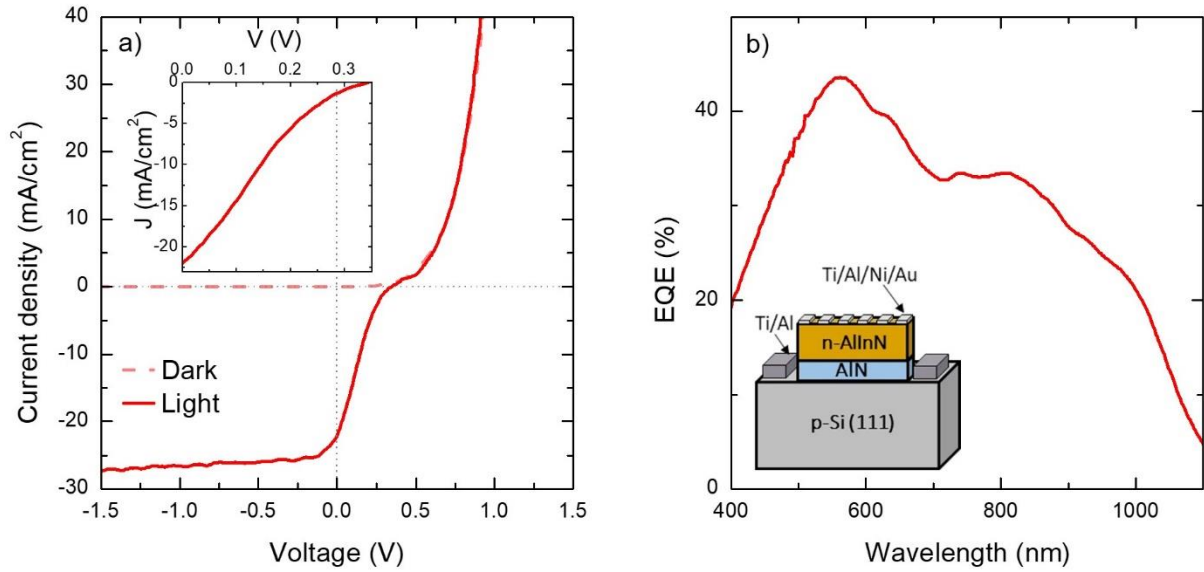 a)
V (V)
0.0 0.1 0.2 0.3
0
-5
-10
-15
-20
J (mA/cm²)
40
30
20
10
0
-10
-20
-30
Current density (mA/cm²)
Dark
Light
-1.5 -1.0 -0.5 0.0 0.5 1.0 1.5
Voltage (V)
b)
40
20
0
EQE (%)
Ti/Al/Ni/Au
Ti/Al
n-AlInN
AlN
p-Si (111)
400 600 800 1000
Wavelength (nm)